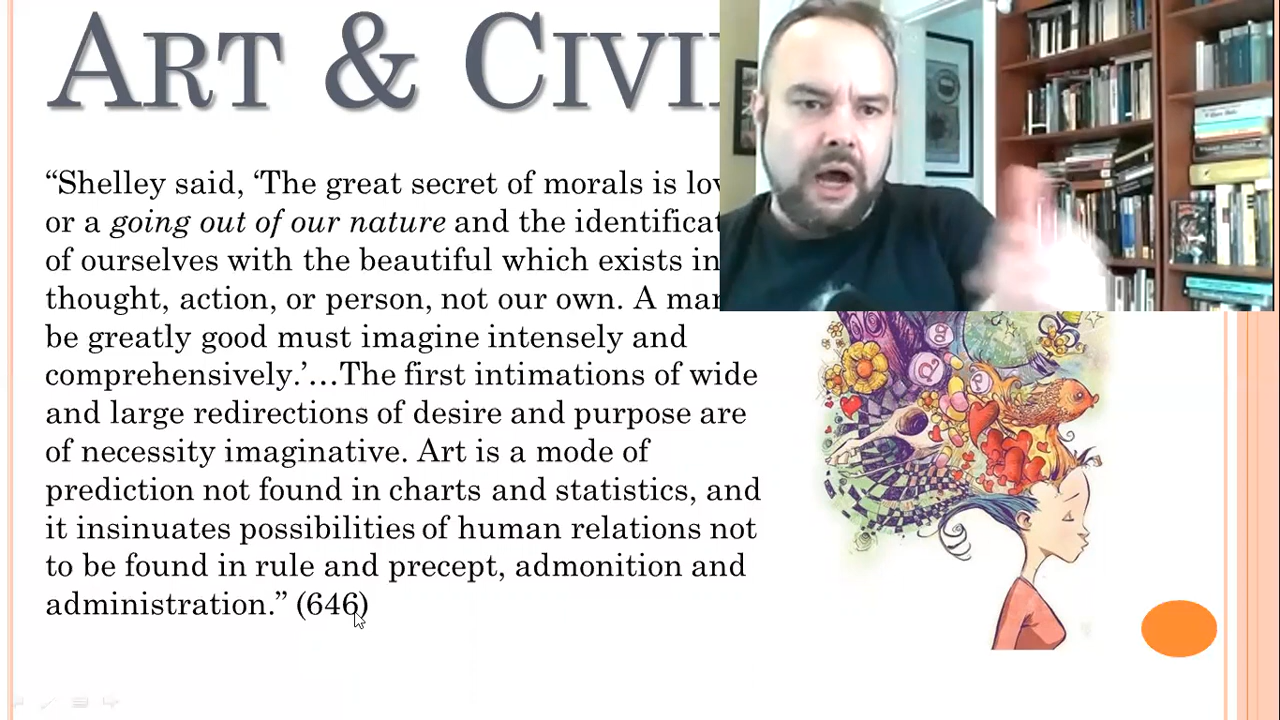 ART & CIVI
“Shelley said, ‘The great secret of morals is lov
or a going out of our nature and the identificat
of ourselves with the beautiful which exists in
thought, action, or person, not our own. A man
be greatly good must imagine intensely and
comprehensively.’…The first intimations of wide
and large redirections of desire and purpose are
of necessity imaginative. Art is a mode of
prediction not found in charts and statistics, and
it insinuates possibilities of human relations not
to be found in rule and precept, admonition and
administration.” (646)